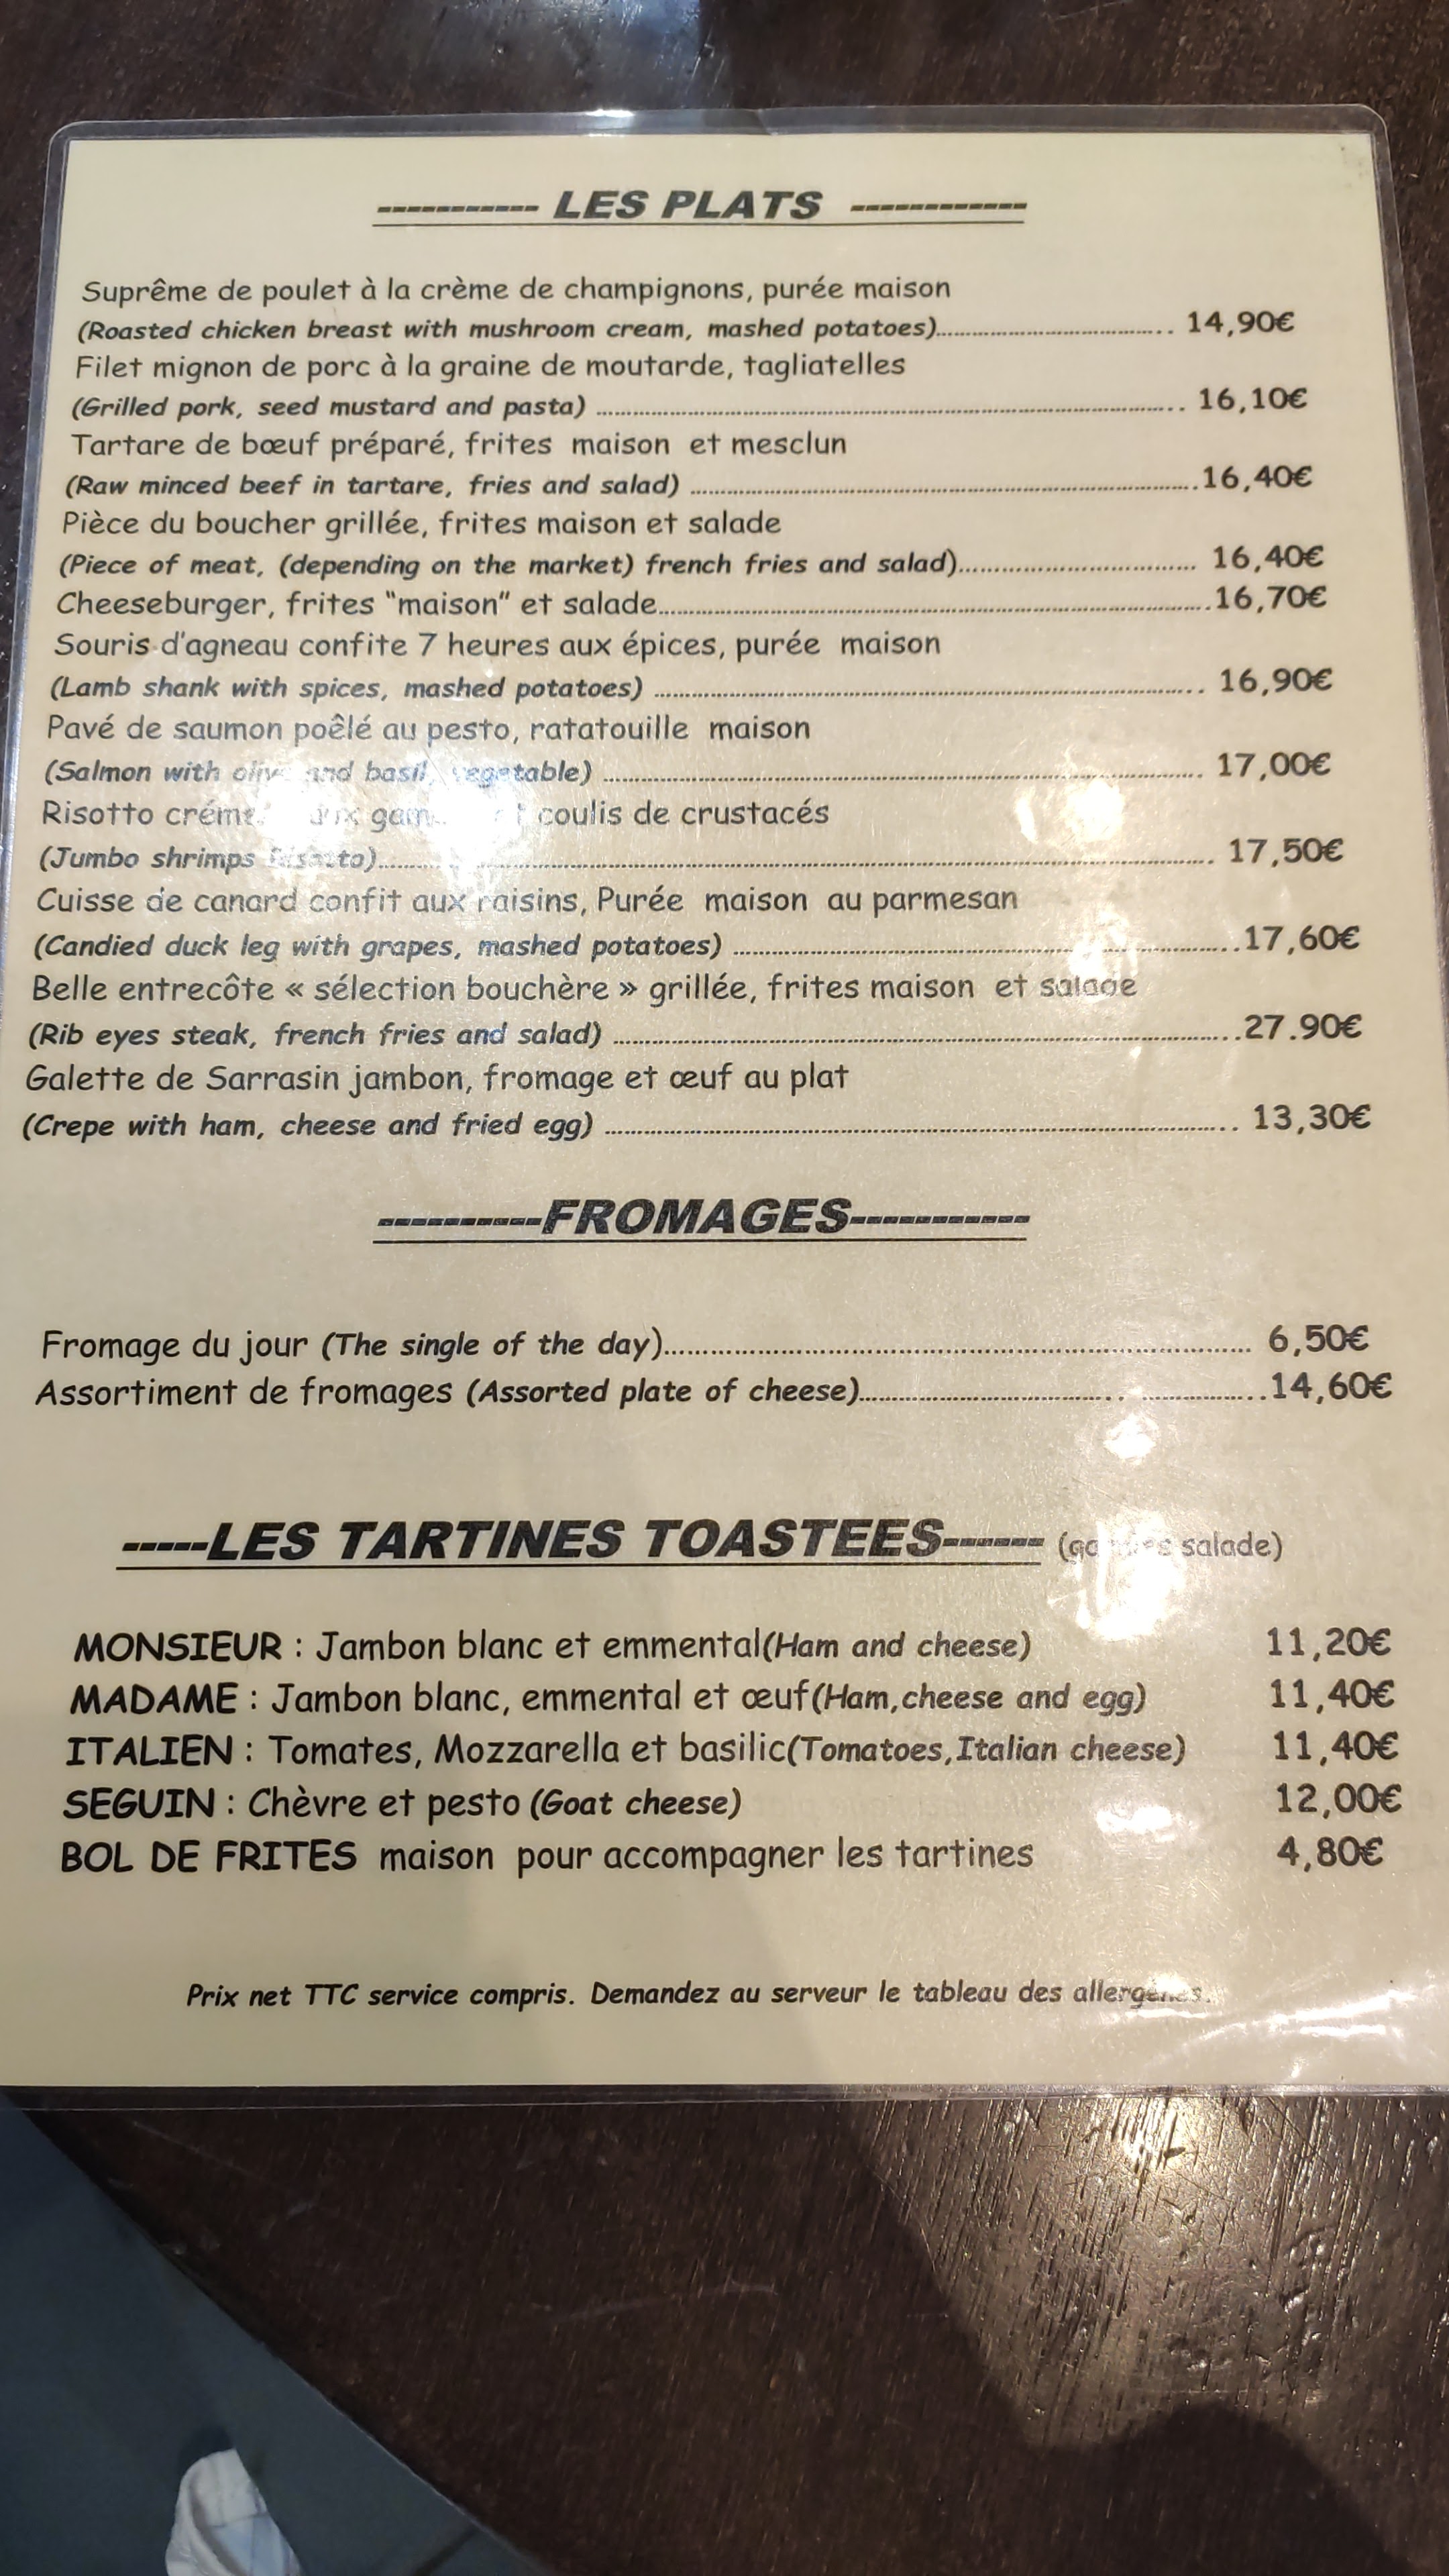 ----------- LES PLATS ------------
Suprême de poulet à la crème de champignons, purée maison
(Roasted chicken breast with mushroom cream, mashed potatoes)........................................ 14,90€
Filet mignon de porc à la graine de moutarde, tagliatelles
(Grilled pork, seed mustard and pasta) ........................................ 16,10€
Tartare de bœuf préparé, frites maison et mesclun
(Raw minced beef in tartare, fries and salad) ........................................16,40€
Pièce du boucher grillée, frites maison et salade
(Piece of meat, (depending on the market) french fries and salad)........................................ 16,40€
Cheeseburger, frites "maison" et salade........................................16,70€
Souris d'agneau confite 7 heures aux épices, purée maison
(Lamb shank with spices, mashed potatoes) ........................................ 16,90€
Pavé de saumon poêlé au pesto, ratatouille maison
(Salmon with and basil, vegetable) ........................................ 17,00€
Risotto coulis de crustacés
(Jumbo shrimps Risotto)........................................ 17,50€
Cuisse de canard confit aux raisins, Purée maison au parmesan
(Candied duck leg with grapes, mashed potatoes) ........................................17,60€
Belle entrecôte « sélection bouchère » grillée, frites maison et salade
(Rib eyes steak, french fries and salad) ........................................27.90€
Galette de Sarrasin jambon, fromage et œuf au plat
(Crepe with ham, cheese and fried egg) ........................................ 13,30€
----------FROMAGES------------
Fromage du jour (The single of the day)........................................ 6,50€
Assortiment de fromages (Assorted plate of cheese)........................................14,60€
-----LES TARTINES TOASTEES------ salade)
MONSIEUR : Jambon blanc et emmental(Ham and cheese) 11,20€
MADAME : Jambon blanc, emmental et œuf(Ham,cheese and egg) 11,40€
ITALIEN : Tomates, Mozzarella et basilic(Tomatoes,Italian cheese) 11,40€
SEGUIN : Chèvre et pesto (Goat cheese) 12,00€
BOL DE FRITES maison pour accompagner les tartines 4,80€
Prix net TTC service compris. Demandez au serveur le tableau des allergènes.